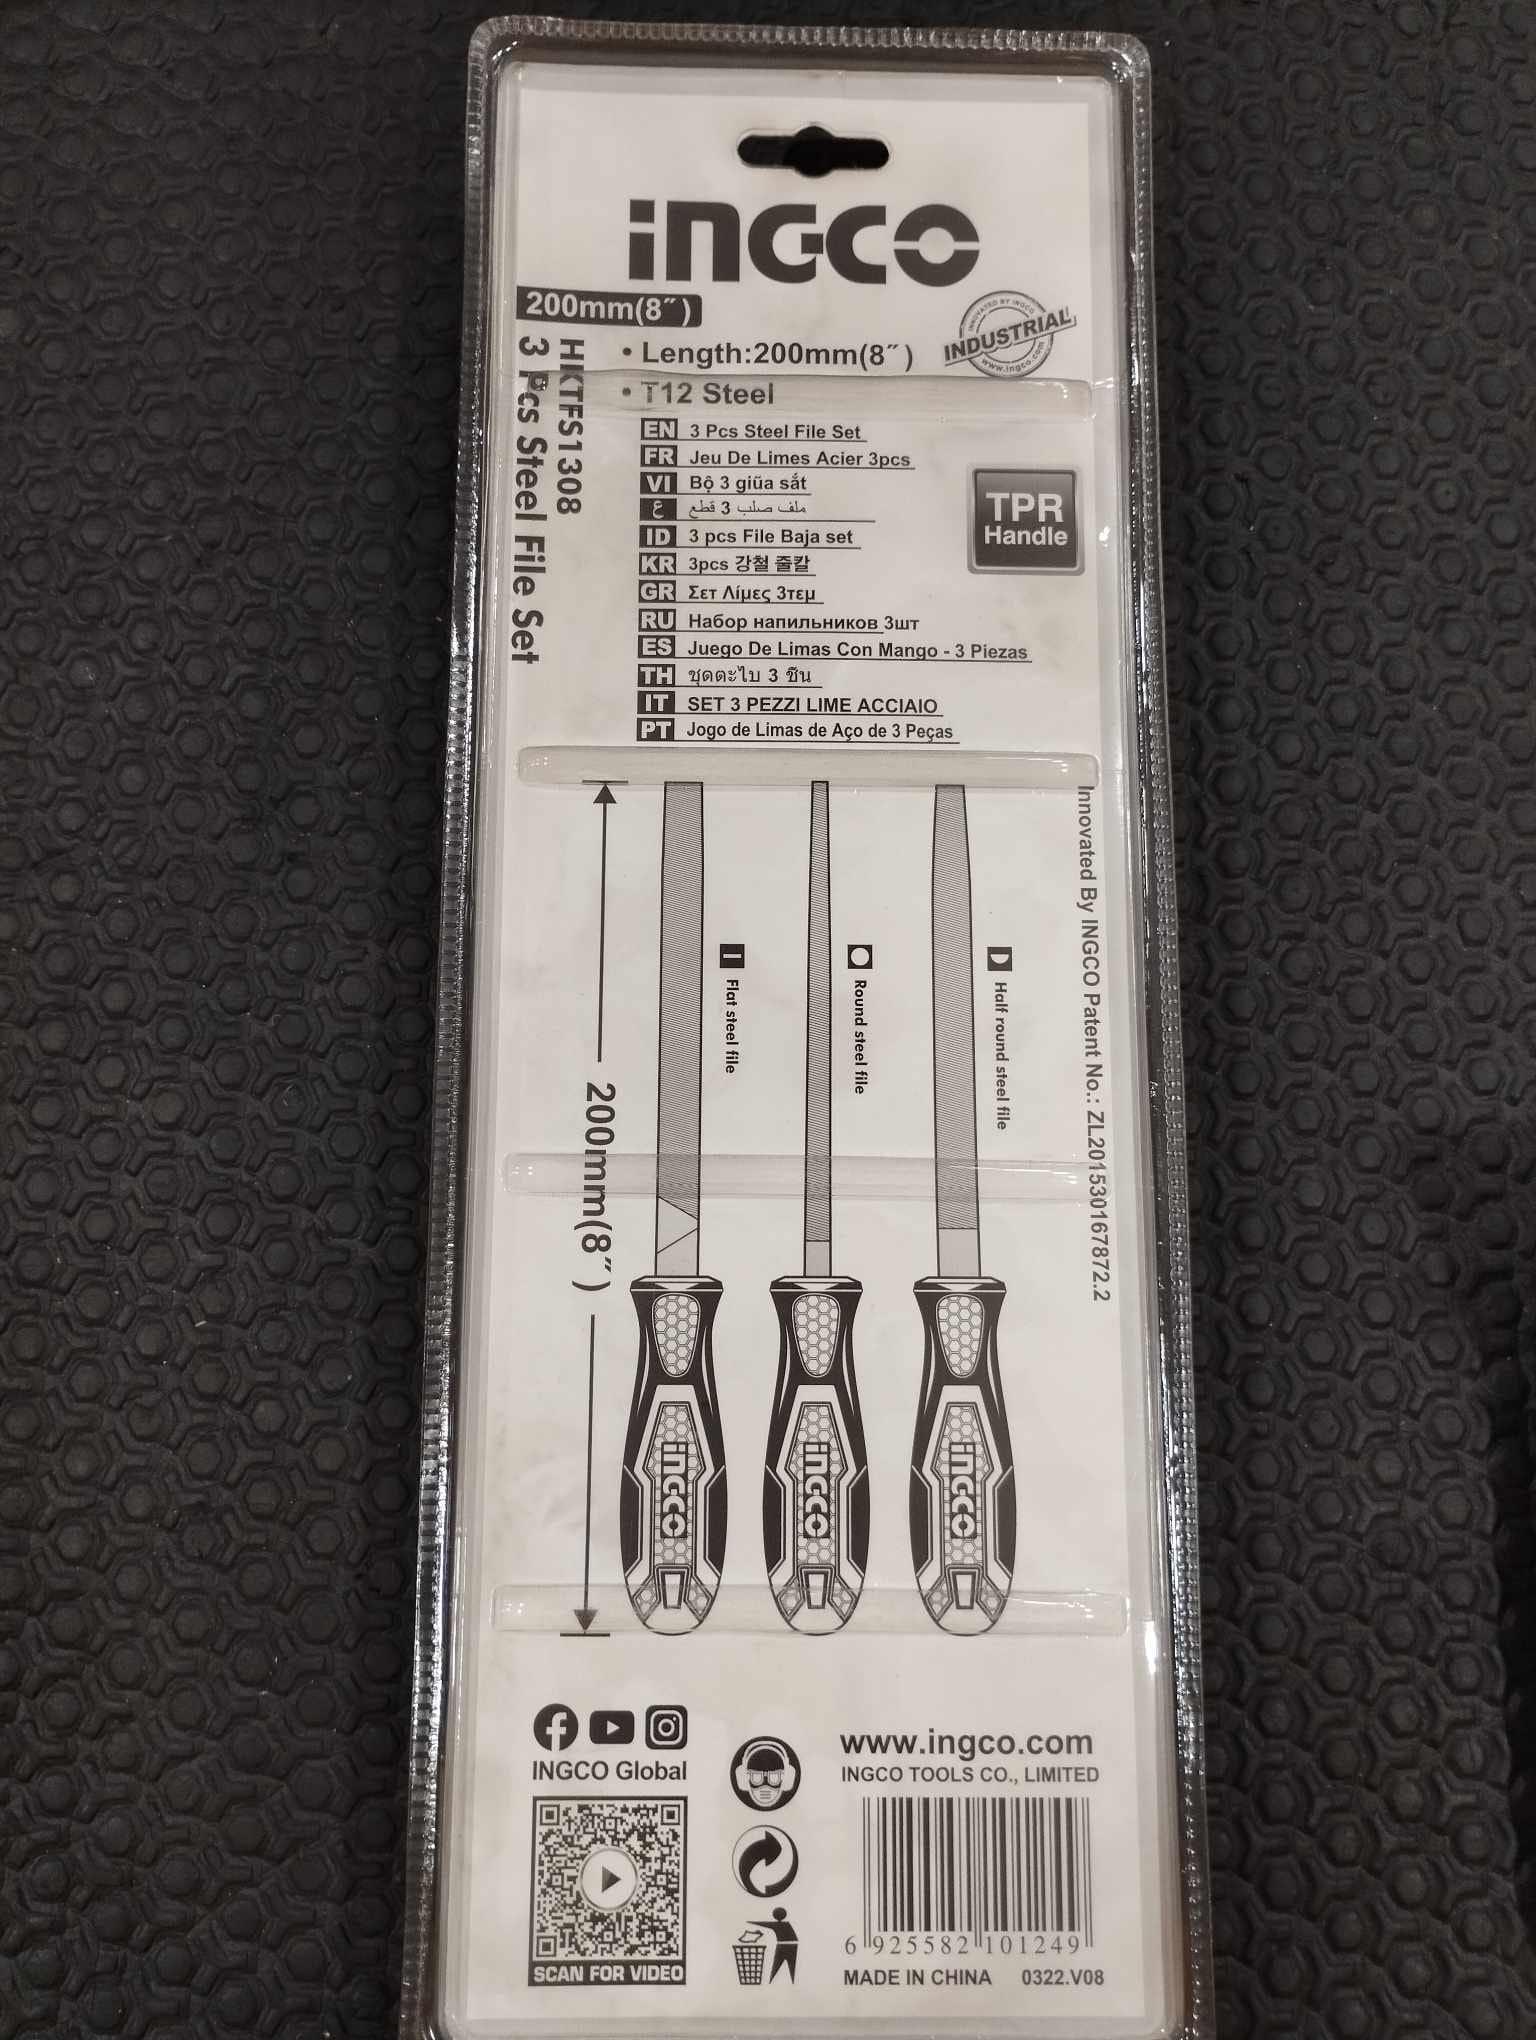 INGCO
200mm(8″)
HKTFS1308
3 Pcs Steel File Set
• Length:200mm(8″)
• T12 Steel
INNOVATED BY INGCO
INDUSTRIAL
www.ingco.com
EN 3 Pcs Steel File Set
FR Jeu De Limes Acier 3pcs
VI Bộ 3 giũa sắt
ع ملف صلب 3 قطع
ID 3 pcs File Baja set
KR 3pcs 강철 줄칼
GR Σετ Λίμες 3τεμ
RU Набор напильников 3шт
ES Juego De Limas Con Mango - 3 Piezas
TH ชุดตะไบ 3 ชิ้น
IT SET 3 PEZZI LIME ACCIAIO
PT Jogo de Limas de Aço de 3 Peças
TPR
Handle
200mm(8″)
Flat steel file
Round steel file
Half round steel file
Innovated By INGCO Patent No.: ZL201530167872.2
INGCO
INGCO
INGCO
INGCO Global
SCAN FOR VIDEO
www.ingco.com
INGCO TOOLS CO., LIMITED
6 925582 101249
MADE IN CHINA 0322.V08